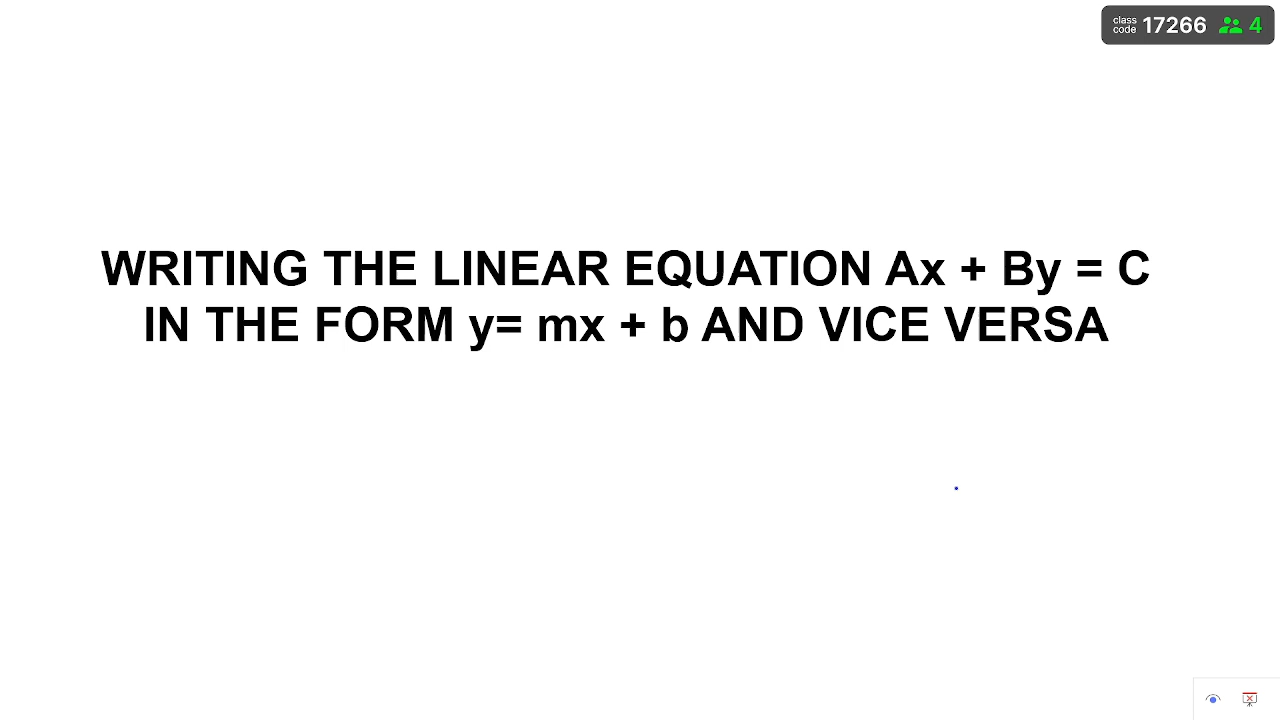 class code 17266 4
WRITING THE LINEAR EQUATION Ax + By = C
IN THE FORM y= mx + b AND VICE VERSA